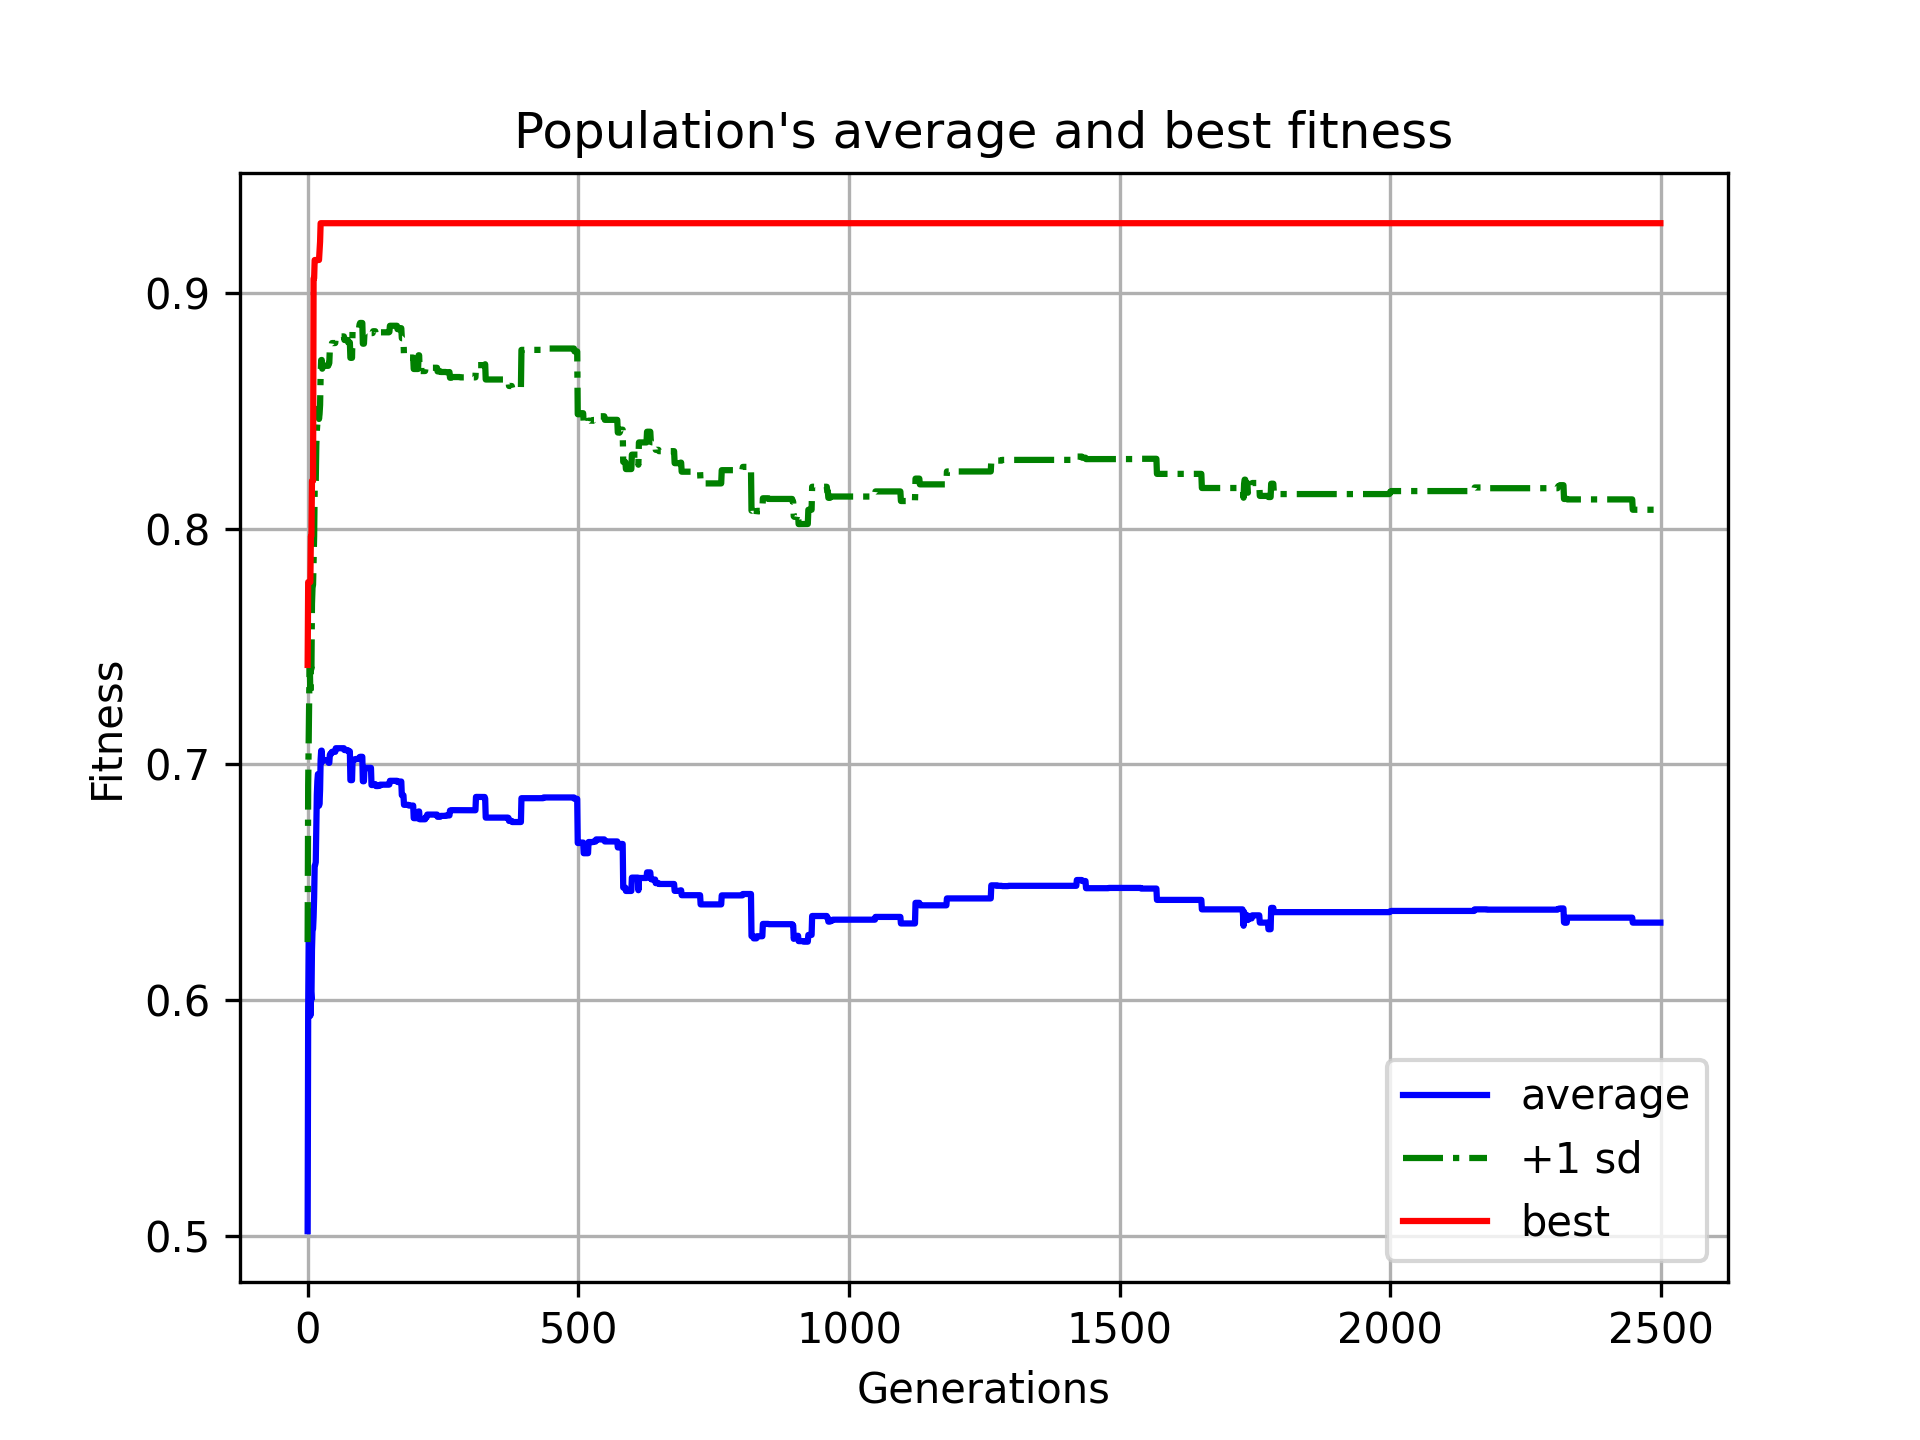 Population's average and best fitness
Fitness
0.9
0.8
0.7
0.6
0.5
average
+1 sd
best
0 500 1000 1500 2000 2500
Generations